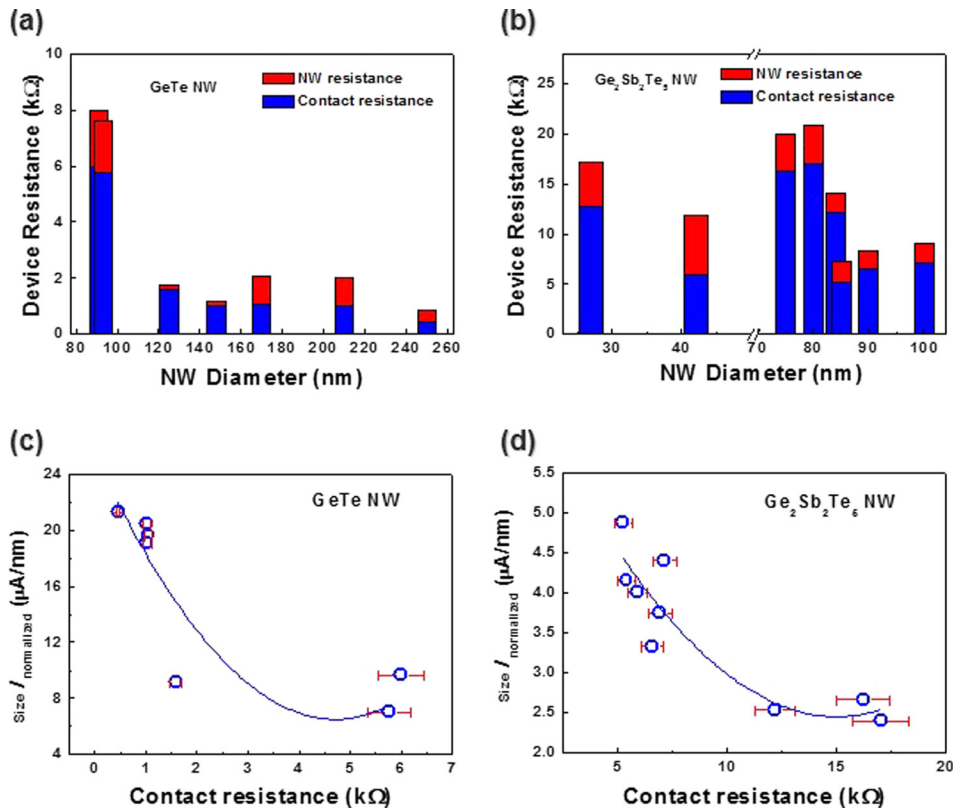 (a)
10
8
6
4
2
0
Device Resistance (kΩ)
GeTe NW
NW resistance
Contact resistance
80 100 120 140 160 180 200 220 240 260
NW Diameter (nm)
(b)
25
20
15
10
5
0
Device Resistance (kΩ)
Ge2Sb2Te5 NW
NW resistance
Contact resistance
30 40 70 80 90 100
NW Diameter (nm)
(c)
24
20
16
12
8
4
Size I normalized (μA/nm)
GeTe NW
0 1 2 3 4 5 6 7
Contact resistance (kΩ)
(d)
5.5
5.0
4.5
4.0
3.5
3.0
2.5
2.0
Size I normalized (μA/nm)
Ge2Sb2Te5 NW
5 10 15 20
Contact resistance (kΩ)